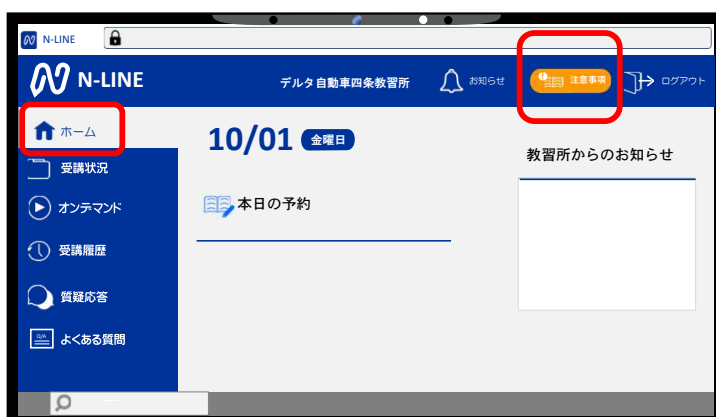 N-LINE
N-LINE
デルタ自動車四条教習所
お知らせ
注意事項
ログアウト
ホーム
受講状況
オンデマンド
受講履歴
質疑応答
Q/A
よくある質問
10/01 金曜日
本日の予約
教習所からのお知らせ